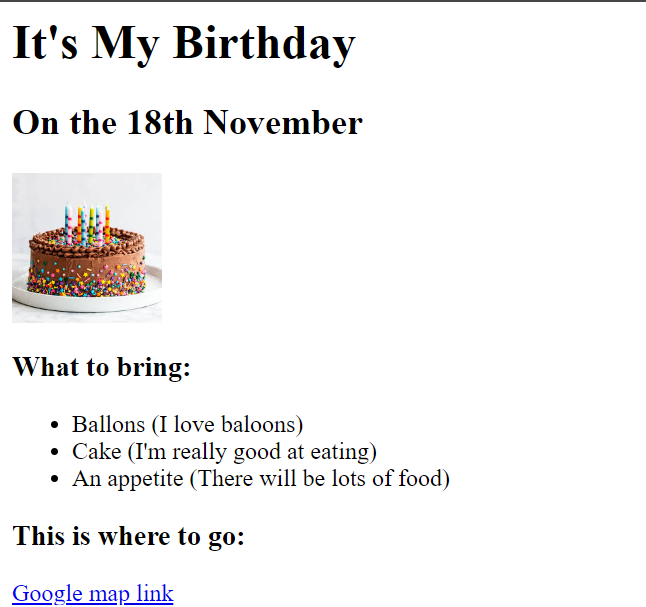 It's My Birthday
On the 18th November
What to bring:
Ballons (I love baloons)
Cake (I'm really good at eating)
An appetite (There will be lots of food)
This is where to go:
Google map link